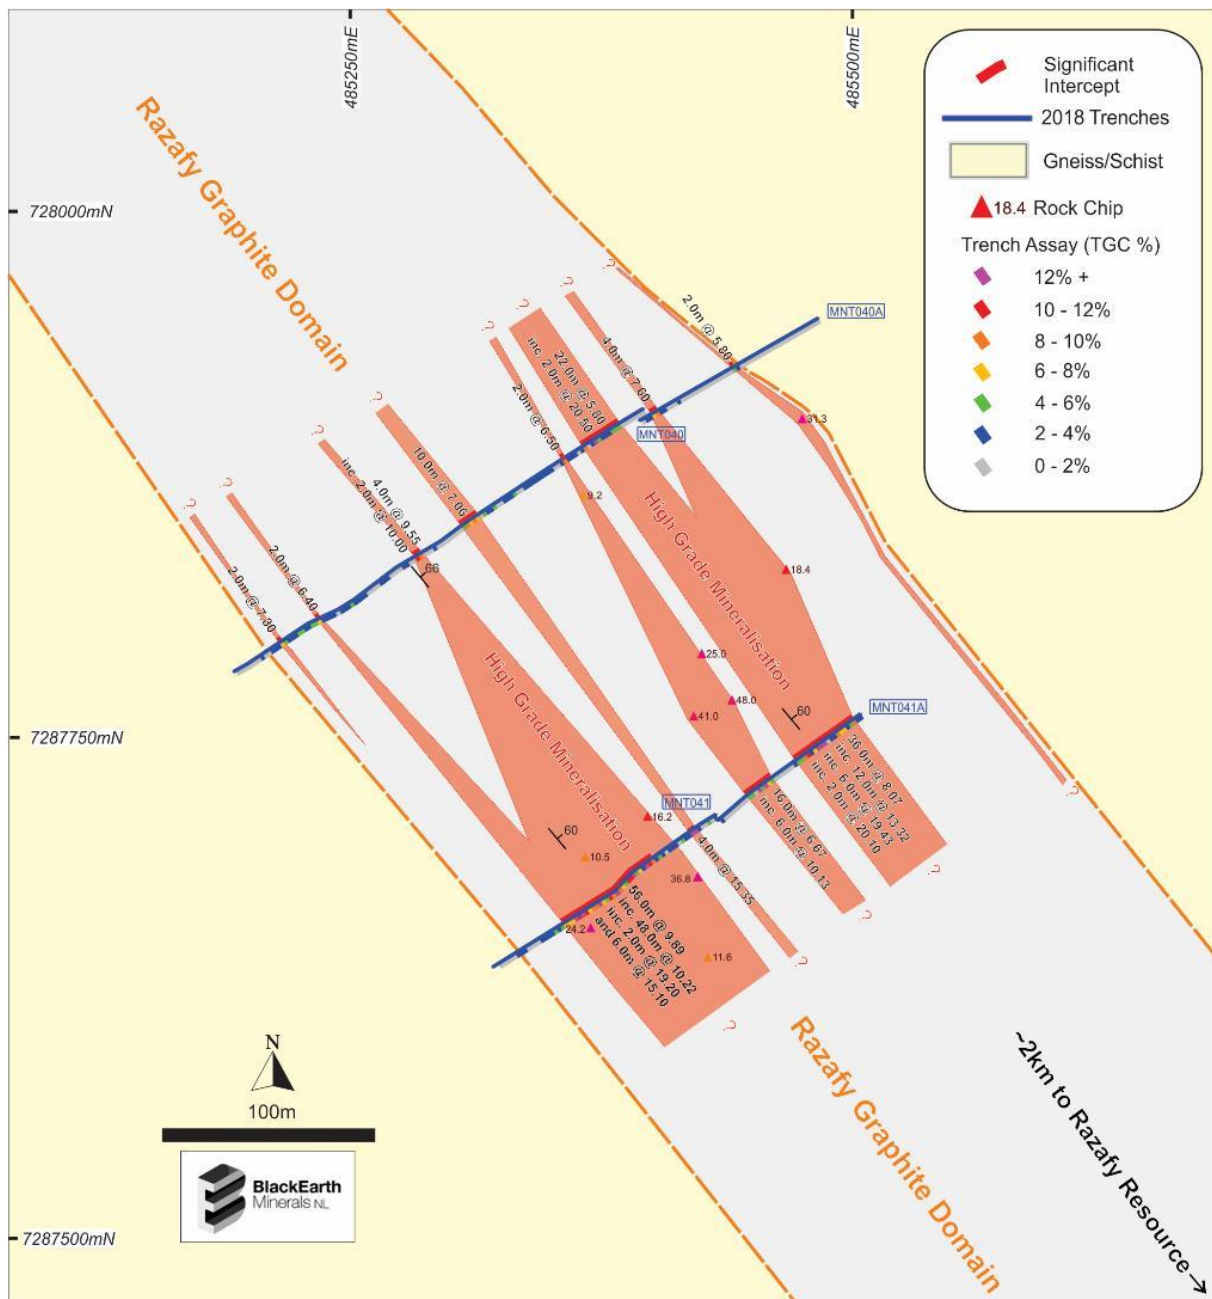 485250mE
485500mE
728000mN
7287750mN
7287500mN
Significant
Intercept
2018 Trenches
Gneiss/Schist
18.4 Rock Chip
Trench Assay (TGC %)
12% +
10 - 12%
8 - 10%
6 - 8%
4 - 6%
2 - 4%
0 - 2%
Razafy Graphite Domain
?
2.0m @ 5.80
MNT040A
?
4.0m @ 7.60
?
22.0m @ 5.80
inc. 2.0m @ 20.50
?
2.0m @ 6.50
MNT040
31.3
?
10.0m @ 7.06
?
4.0m @ 9.55
inc. 2.0m @ 10.00
66
9.2
?
2.0m @ 6.40
?
2.0m @ 7.30
High Grade Mineralisation
18.4
25.0
48.0
41.0
60
MNT041A
High Grade Mineralisation
MNT041
16.2
60
10.5
36.8
24.2
11.6
36.0m @ 8.07
inc. 12.0m @ 13.32
inc. 6.0m @ 19.43
inc. 2.0m @ 20.10
?
16.0m @ 6.67
inc. 6.0m @ 10.13
?
4.0m @ 15.35
?
56.0m @ 9.89
inc. 48.0m @ 10.22
inc. 2.0m @ 19.20
and 6.0m @ 15.10
?
?
Razafy Graphite Domain
~2km to Razafy Resource →
N
100m
BlackEarth
Minerals NL